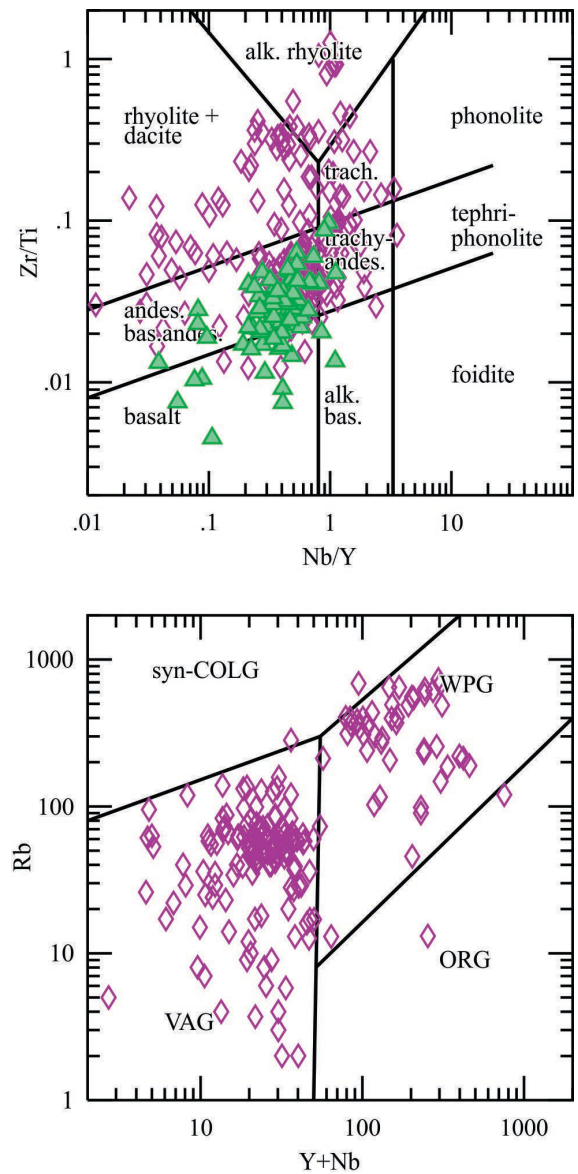 1
alk. rhyolite
rhyolite +
dacite
phonolite
trach.
.1
Zr/Ti
tephri-
phonolite
trachy-
andes.
andes.
bas.andes.
.01
basalt
alk.
bas.
foidite
.01
.1
1
10
Nb/Y
1000
syn-COLG
WPG
100
Rb
10
ORG
VAG
1
10
100
1000
Y+Nb